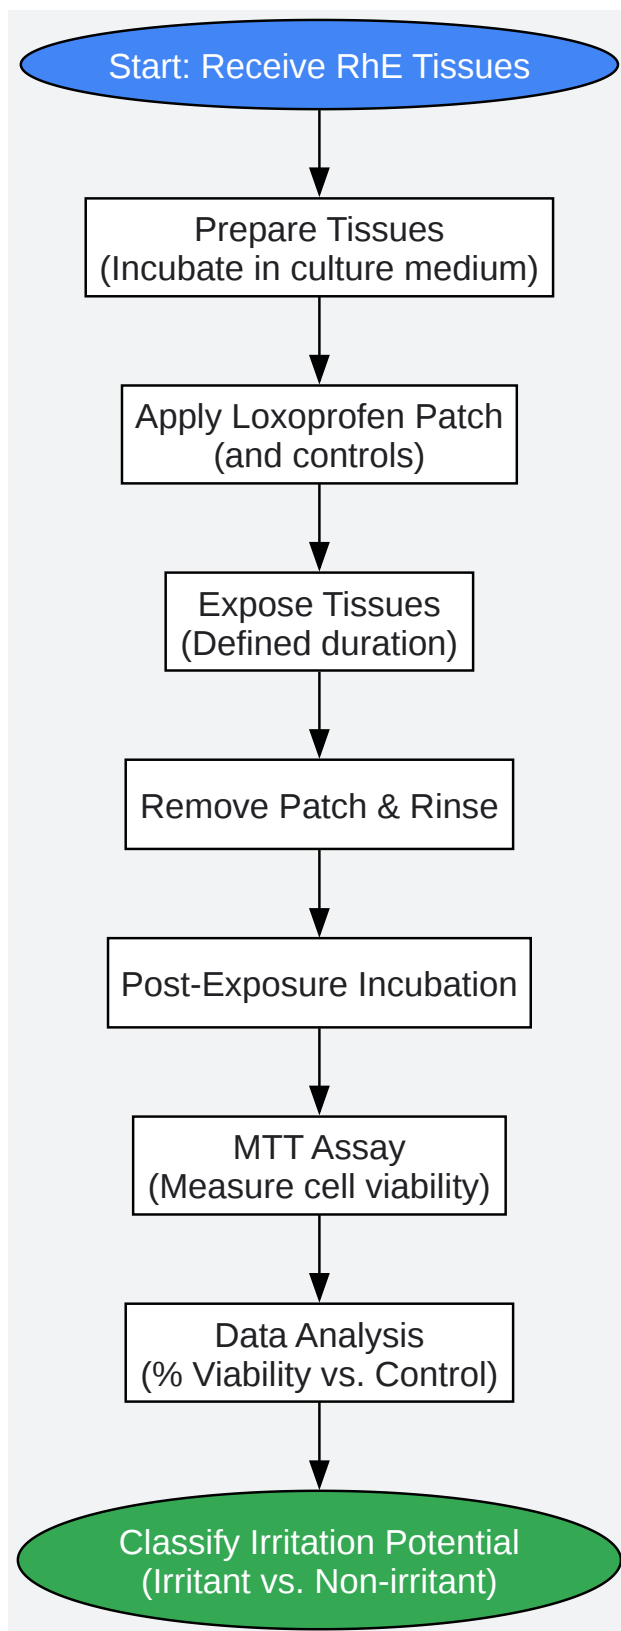 Start: Receive RhE Tissues
Prepare Tissues
(Incubate in culture medium)
Apply Loxoprofen Patch
(and controls)
Expose Tissues
(Defined duration)
Remove Patch & Rinse
Post-Exposure Incubation
MTT Assay
(Measure cell viability)
Data Analysis
(% Viability vs. Control)
Classify Irritation Potential
(Irritant vs. Non-irritant)